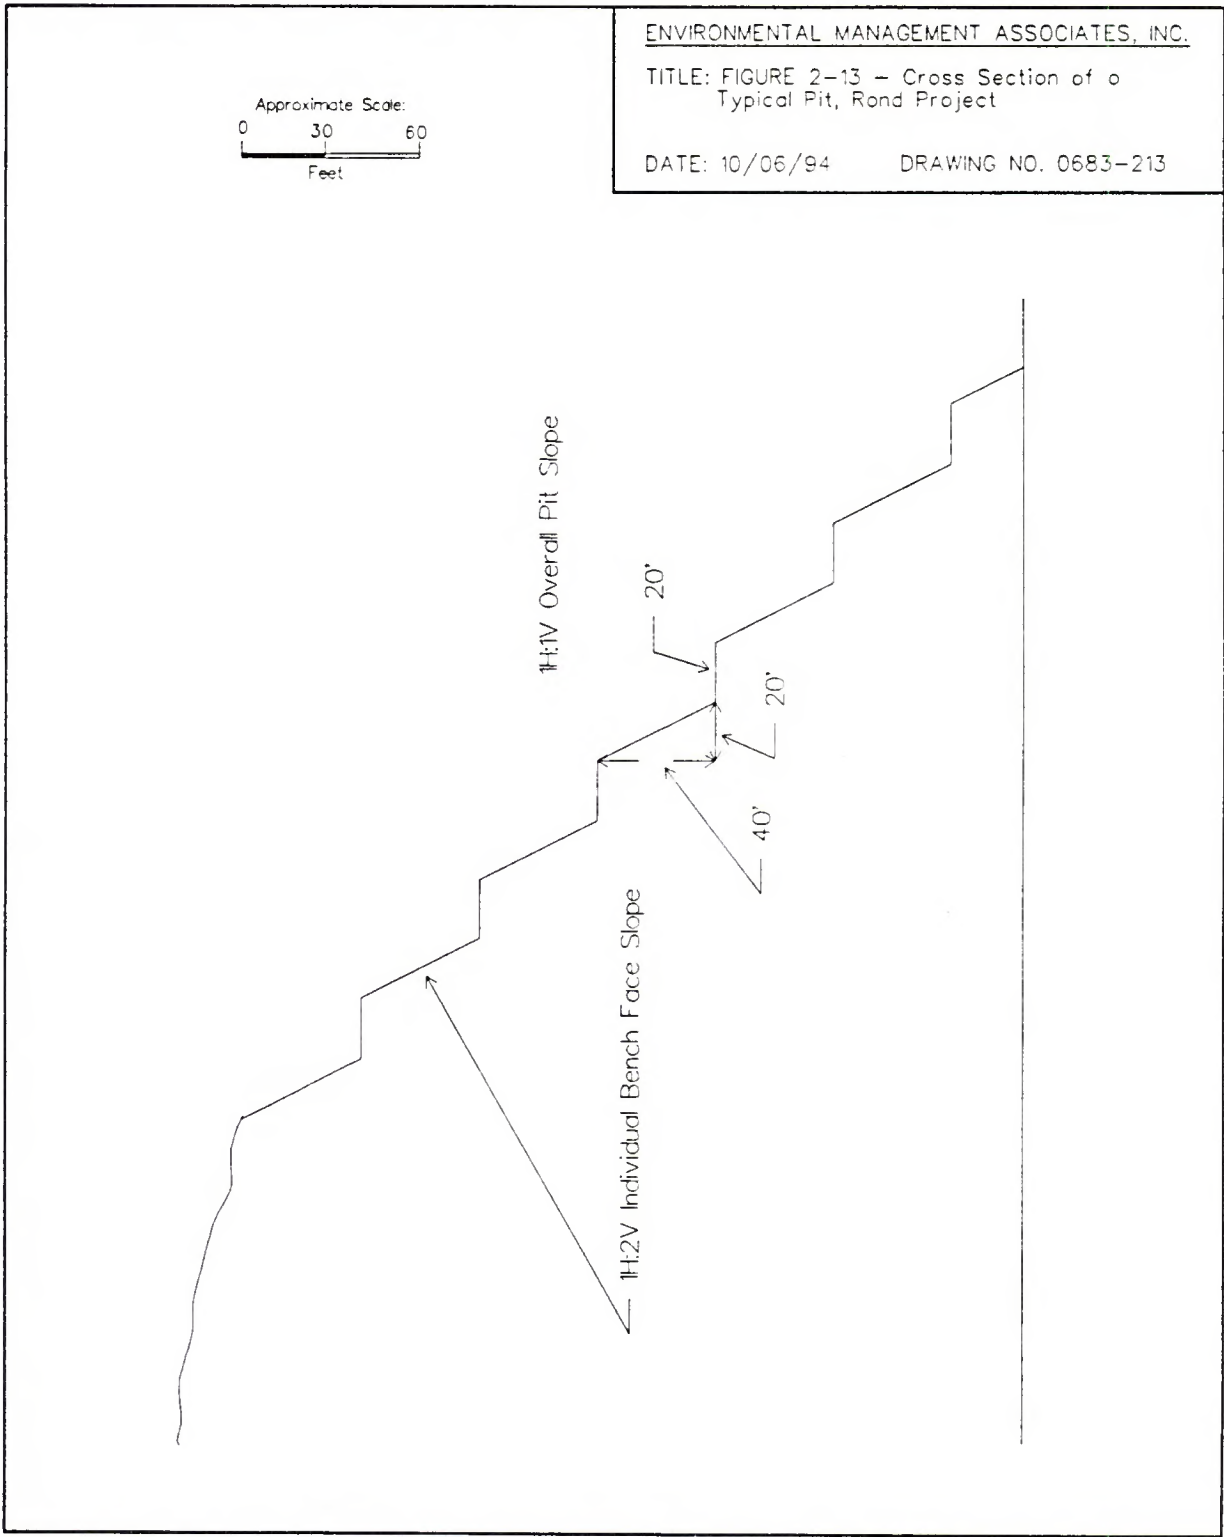 ENVIRONMENTAL MANAGEMENT ASSOCIATES, INC.
TITLE: FIGURE 2-13 - Cross Section of a
Typical Pit, Rand Project
DATE: 10/06/94 DRAWING NO. 0683-213
Approximate Scale:
0 30 60
Feet
1H:1V Overall Pit Slope
20'
20'
40'
1H:2V Individual Bench Face Slope